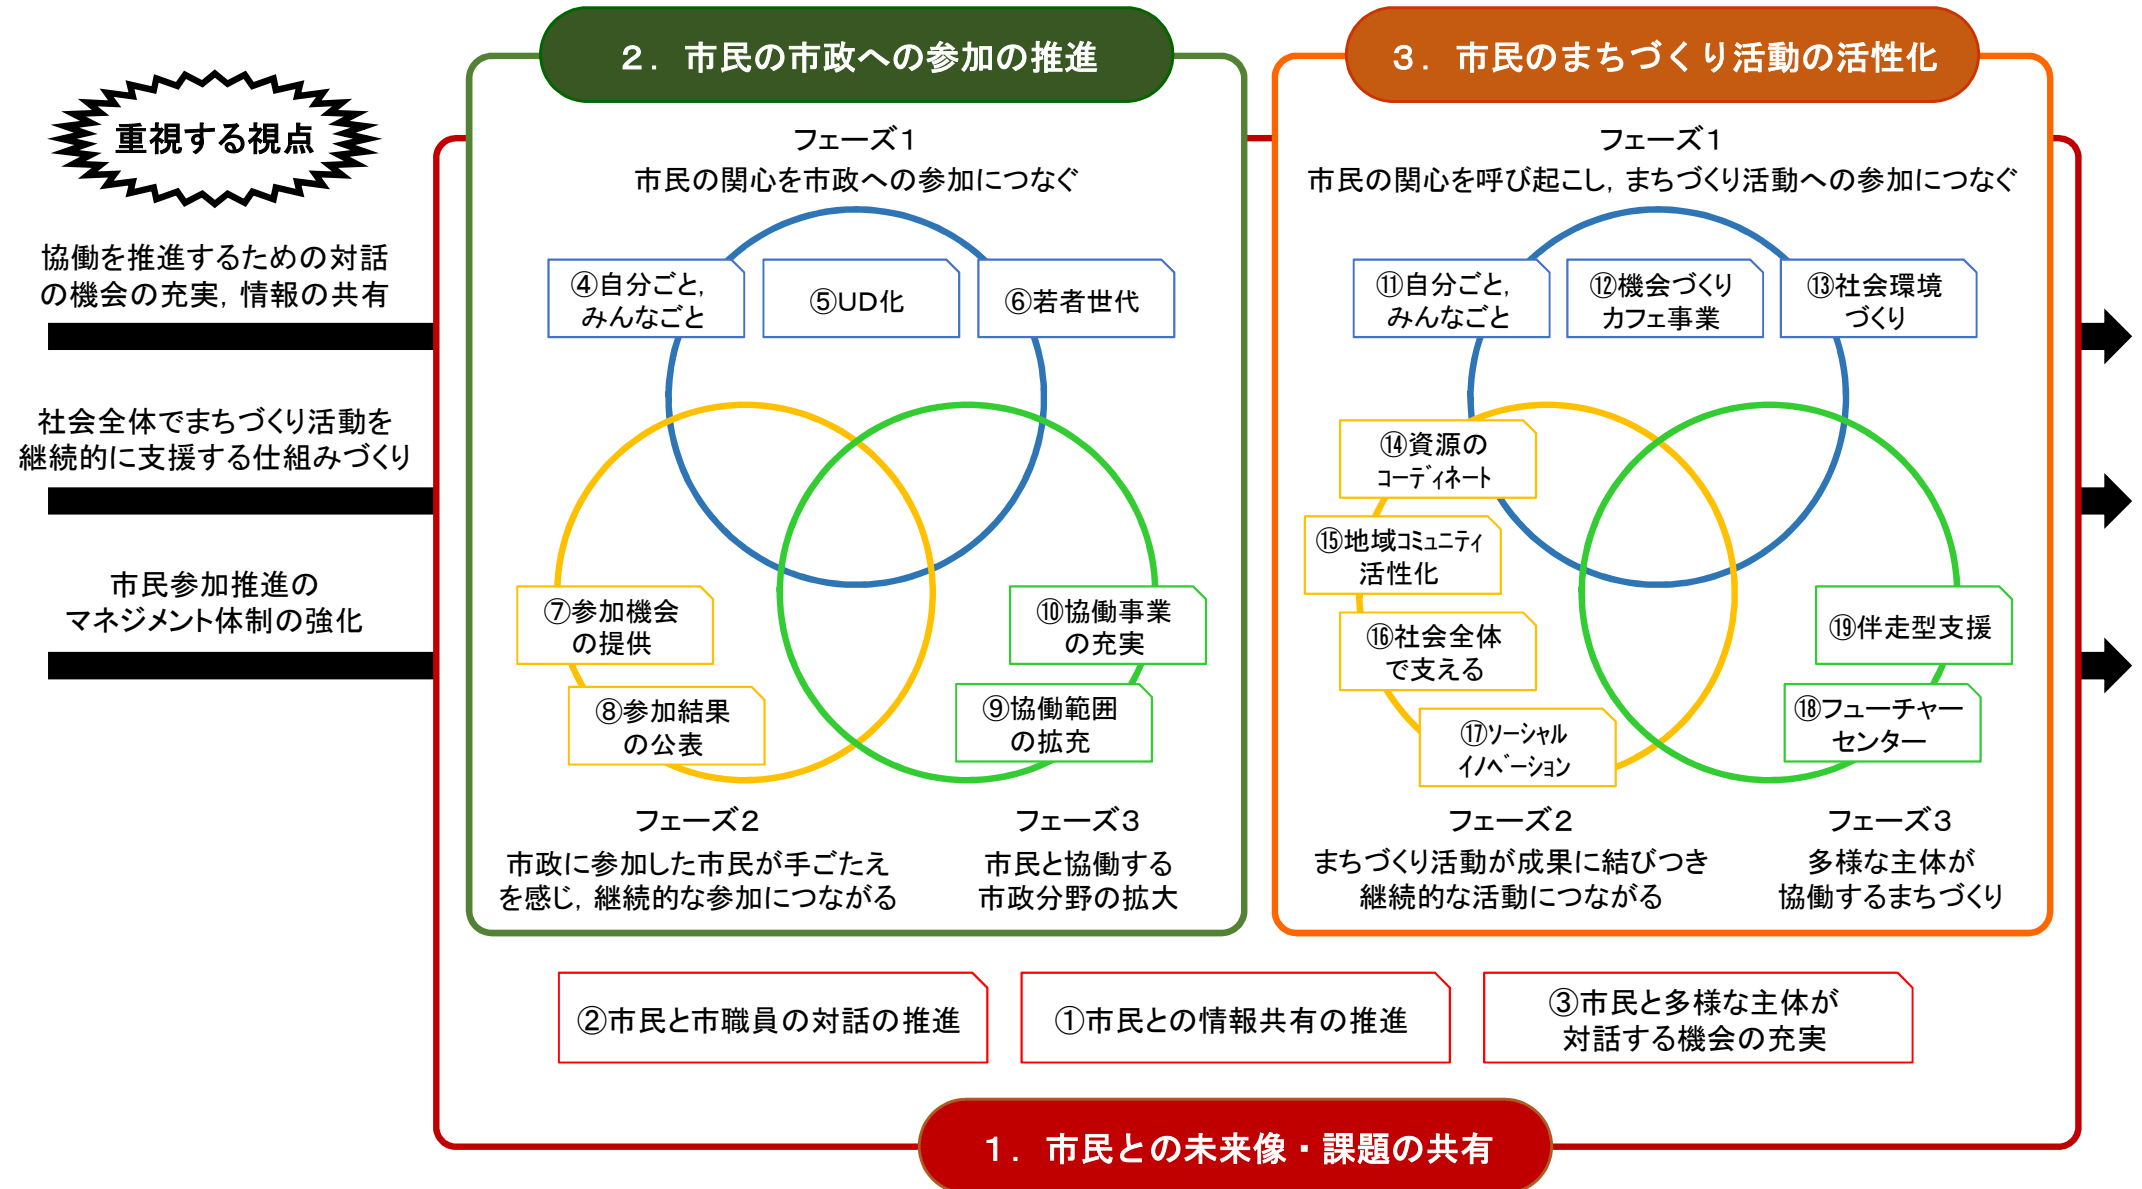 重視する視点
協働を推進するための対話
の機会の充実，情報の共有
社会全体でまちづくり活動を
継続的に支援する仕組みづくり
市民参加推進の
マネジメント体制の強化
２．市民の市政への参加の推進
フェーズ１
市民の関心を市政への参加につなぐ
④自分ごと，
みんなごと
⑤ＵＤ化
⑥若者世代
⑦参加機会
の提供
⑧参加結果
の公表
⑩協働事業
の充実
⑨協働範囲
の拡充
フェーズ２
市政に参加した市民が手ごたえ
を感じ，継続的な参加につながる
フェーズ３
市民と協働する
市政分野の拡大
３．市民のまちづくり活動の活性化
フェーズ１
市民の関心を呼び起こし，まちづくり活動への参加につなぐ
⑪自分ごと，
みんなごと
⑫機会づくり
カフェ事業
⑬社会環境
づくり
⑭資源の
ｺｰﾃﾞｨﾈｰﾄ
⑮地域ｺﾐｭﾆﾃｨ
活性化
⑯社会全体
で支える
⑰ｿｰｼｬﾙ
ｲﾉﾍﾞｰｼｮﾝ
⑲伴走型支援
⑱フューチャー
センター
フェーズ２
まちづくり活動が成果に結びつき
継続的な活動につながる
フェーズ３
多様な主体が
協働するまちづくり
②市民と市職員の対話の推進
①市民との情報共有の推進
③市民と多様な主体が
対話する機会の充実
１．市民との未来像・課題の共有